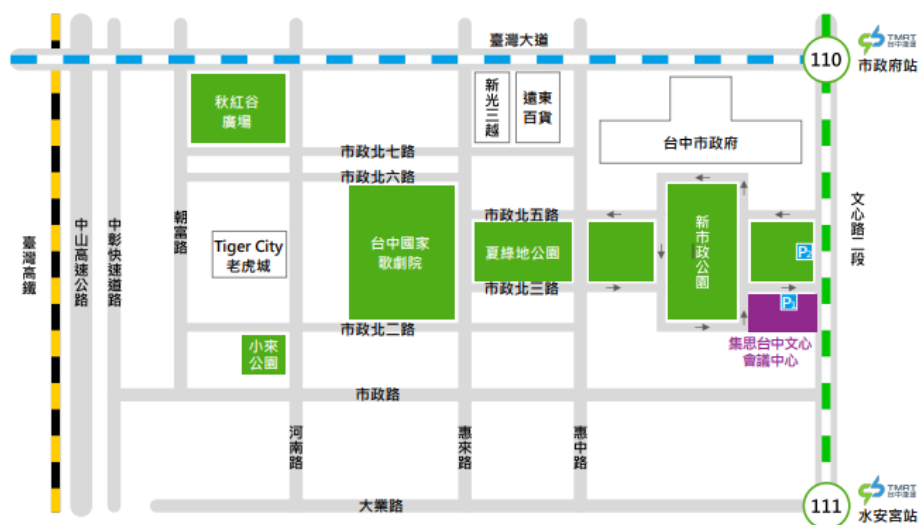 臺灣大道
110
TMRT
台中捷運
市政府站
秋紅谷
廣場
新光三越
遠東
百貨
台中市政府
市政北七路
市政北六路
臺灣高鐵
中山高速公路
中彰快速道路
朝富路
Tiger City
老虎城
台中國家
歌劇院
市政北五路
夏綠地公園
市政北三路
新市政公園
P2
P1
文心路二段
市政北二路
小來
公園
集思台中文心
會議中心
市政路
河南路
惠來路
惠中路
大業路
111
TMRT
台中捷運
水安宮站